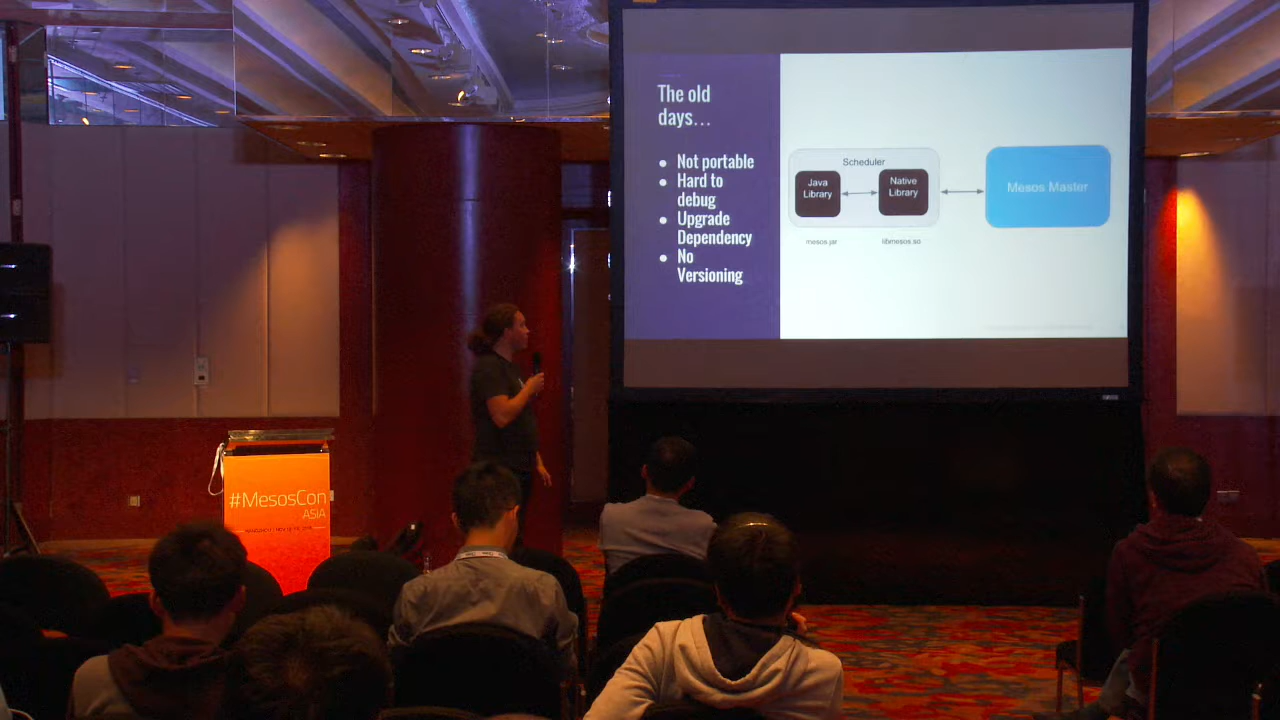 The old
days...
• Not portable
• Hard to
debug
• Upgrade
Dependency
• No
Versioning
Scheduler
Java
Library
Native
Library
Mesos Master
mesos.jar
libmesos.so
#MesosCon
ASIA